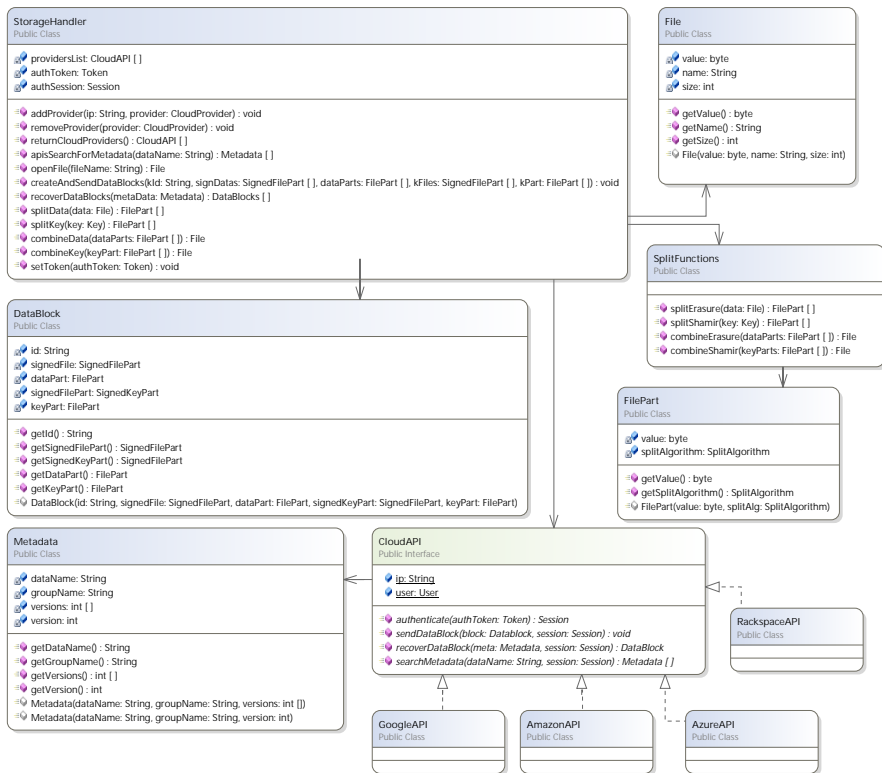 StorageHandler
Public Class
providersList: CloudAPI [ ]
authToken: Token
authSession: Session
addProvider(ip: String, provider: CloudProvider) : void
removeProvider(provider: CloudProvider) : void
returnCloudProviders() : CloudAPI [ ]
apisSearchForMetadata(dataName: String) : Metadata [ ]
openFile(fileName: String) : File
createAndSendDataBlocks(kId: String, signDatas: SignedFilePart [ ], dataParts: FilePart [ ], kFiles: SignedFilePart [ ], kPart: FilePart [ ]) : void
recoverDataBlocks(metaData: Metadata) : DataBlocks [ ]
splitData(data: File) : FilePart [ ]
splitKey(key: Key) : FilePart [ ]
combineData(dataParts: FilePart [ ]) : File
combineKey(keyPart: FilePart [ ]) : File
setToken(authToken: Token) : void
File
Public Class
value: byte
name: String
size: int
getValue() : byte
getName() : String
getSize() : int
File(value: byte, name: String, size: int)
SplitFunctions
Public Class
splitErasure(data: File) : FilePart [ ]
splitShamir(key: Key) : FilePart [ ]
combineErasure(dataParts: FilePart [ ]) : File
combineShamir(keyParts: FilePart [ ]) : File
DataBlock
Public Class
id: String
signedFile: SignedFilePart
dataPart: FilePart
signedFilePart: SignedKeyPart
keyPart: FilePart
getId() : String
getSignedFilePart() : SignedFilePart
getSignedKeyPart() : SignedFilePart
getDataPart() : FilePart
getKeyPart() : FilePart
DataBlock(id: String, signedFile: SignedFilePart, dataPart: FilePart, signedKeyPart: SignedFilePart, keyPart: FilePart)
FilePart
Public Class
value: byte
splitAlgorithm: SplitAlgorithm
getValue() : byte
getSplitAlgorithm() : SplitAlgorithm
FilePart(value: byte, splitAlg: SplitAlgorithm)
Metadata
Public Class
dataName: String
groupName: String
versions: int [ ]
version: int
getDataName() : String
getGroupName() : String
getVersions() : int [ ]
getVersion() : int
Metadata(dataName: String, groupName: String, versions: int [])
Metadata(dataName: String, groupName: String, version: int)
CloudAPI
Public Interface
ip: String
user: User
authenticate(authToken: Token) : Session
sendDataBlock(block: Datablock, session: Session) : void
recoverDataBlock(meta: Metadata, session: Session) : DataBlock
searchMetadata(dataName: String, session: Session) : Metadata [ ]
RackspaceAPI
Public Class
GoogleAPI
Public Class
AmazonAPI
Public Class
AzureAPI
Public Class